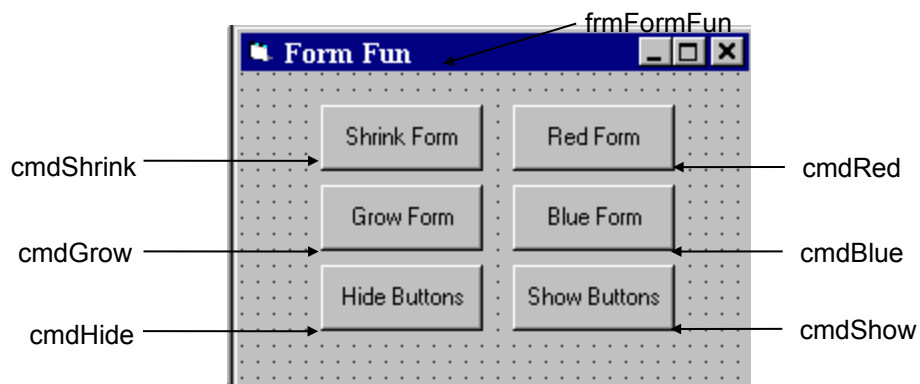 frmFormFun
Form Fun
Shrink Form
Red Form
cmdShrink
cmdRed
Grow Form
Blue Form
cmdGrow
cmdBlue
Hide Buttons
Show Buttons
cmdHide
cmdShow